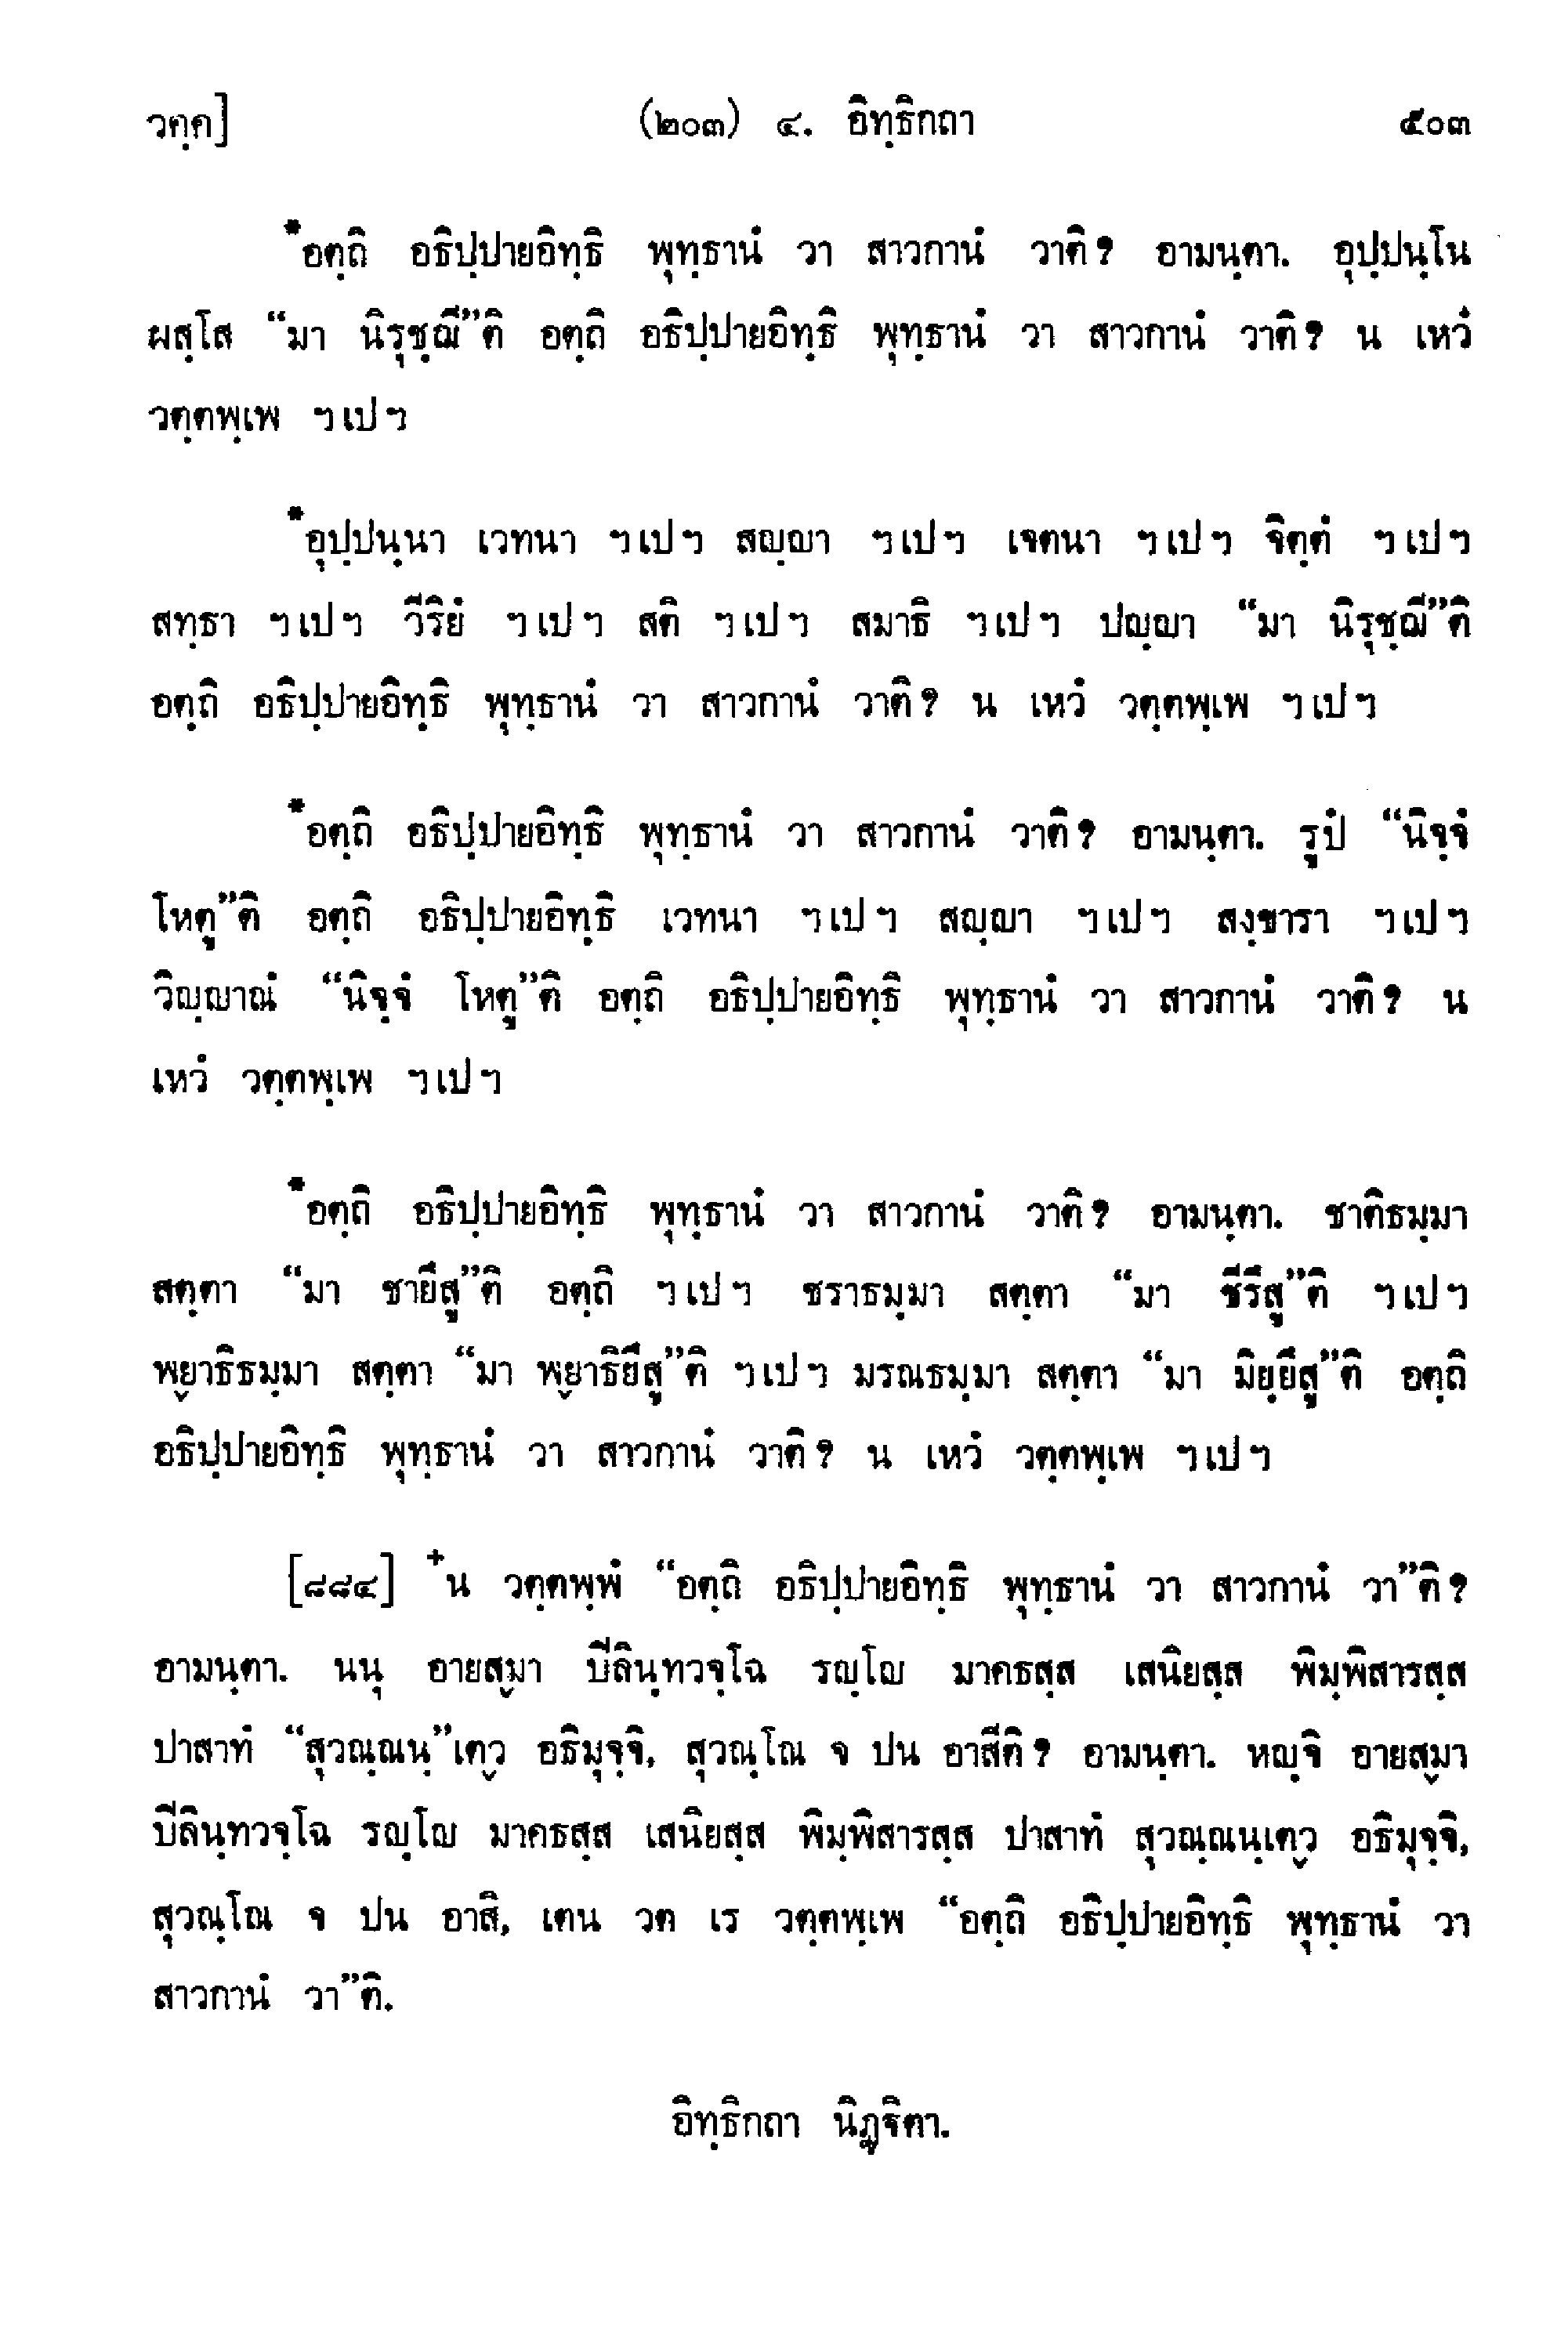 วคฺค]	(๒๐๓) ๔. อิทฺธิกถา	๕๐๓
*อตฺถิ อธิปฺปายอิทฺธิ พุทฺธานํ วา สาวกานํ วาติ? อามนฺตา. อุปฺปนฺโน
ผสฺโส “มา นิรุชฺฌี”ติ อตฺถิ อธิปฺปายอิทฺธิ พุทฺธานํ วา สาวกานํ วาติ? น เหวํ
วตฺตพฺเพ ฯเปฯ
*อุปฺปนฺนา เวทนา ฯเปฯ สญฺญา ฯเปฯ เจตนา ฯเปฯ จิตฺตํ ฯเปฯ
สทฺธา ฯเปฯ วีริยํ ฯเปฯ สติ ฯเปฯ สมาธิ ฯเปฯ ปญฺญา “มา นิรุชฺฌี”ติ
อตฺถิ อธิปฺปายอิทฺธิ พุทฺธานํ วา สาวกานํ วาติ? น เหวํ วตฺตพฺเพ ฯเปฯ
*อตฺถิ อธิปฺปายอิทฺธิ พุทฺธานํ วา สาวกานํ วาติ? อามนฺตา. รูปํ “นิจฺจํ
โหตู”ติ อตฺถิ อธิปฺปายอิทฺธิ เวทนา ฯเปฯ สญฺญา ฯเปฯ สงฺขารา ฯเปฯ
วิญฺญาณํ “นิจฺจํ โหตู”ติ อตฺถิ อธิปฺปายอิทฺธิ พุทฺธานํ วา สาวกานํ วาติ? น
เหวํ วตฺตพฺเพ ฯเปฯ
*อตฺถิ อธิปฺปายอิทฺธิ พุทฺธานํ วา สาวกานํ วาติ? อามนฺตา. ชาติธมฺมา
สตฺตา “มา ชายึสู”ติ อตฺถิ ฯเปฯ ชราธมฺมา สตฺตา “มา ชีรึสู”ติ ฯเปฯ
พฺยาธิธมฺมา สตฺตา “มา พฺยาธิยึสู”ติ ฯเปฯ มรณธมฺมา สตฺตา “มา มิยฺยึสู”ติ อตฺถิ
อธิปฺปายอิทฺธิ พุทฺธานํ วา สาวกานํ วาติ? น เหวํ วตฺตพฺเพ ฯเปฯ
[๘๘๔] +น วตฺตพฺพํ “อตฺถิ อธิปฺปายอิทฺธิ พุทฺธานํ วา สาวกานํ วา”ติ?
อามนฺตา. นนุ อายสฺมา ปีลินฺทวจฺโฉ รญฺโญ มาคธสฺส เสนิยสฺส พิมฺพิสารสฺส
ปาสาทํ “สุวณฺณนฺ”เตฺว อธิมุจฺจิ, สุวณฺโณ จ ปน อาสีติ? อามนฺตา. หญฺจิ อายสฺมา
ปีลินฺทวจฺโฉ รญฺโญ มาคธสฺส เสนิยสฺส พิมฺพิสารสฺส ปาสาทํ สุวณฺณนฺเตฺว อธิมุจฺจิ,
สุวณฺโณ จ ปน อาสิ, เตน วต เร วตฺตพฺเพ “อตฺถิ อธิปฺปายอิทฺธิ พุทฺธานํ วา
สาวกานํ วา”ติ.
อิทฺธิกถา นิฏฺฐิตา.